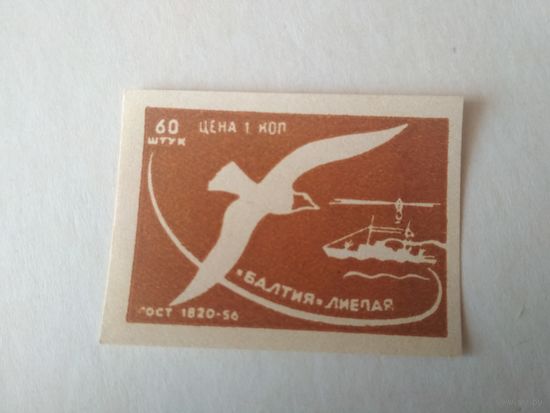 60 ШТУК
ЦЕНА 1 КОП
"БАЛТИЯ" ЛИЕПАЯ
ГОСТ 1820-56